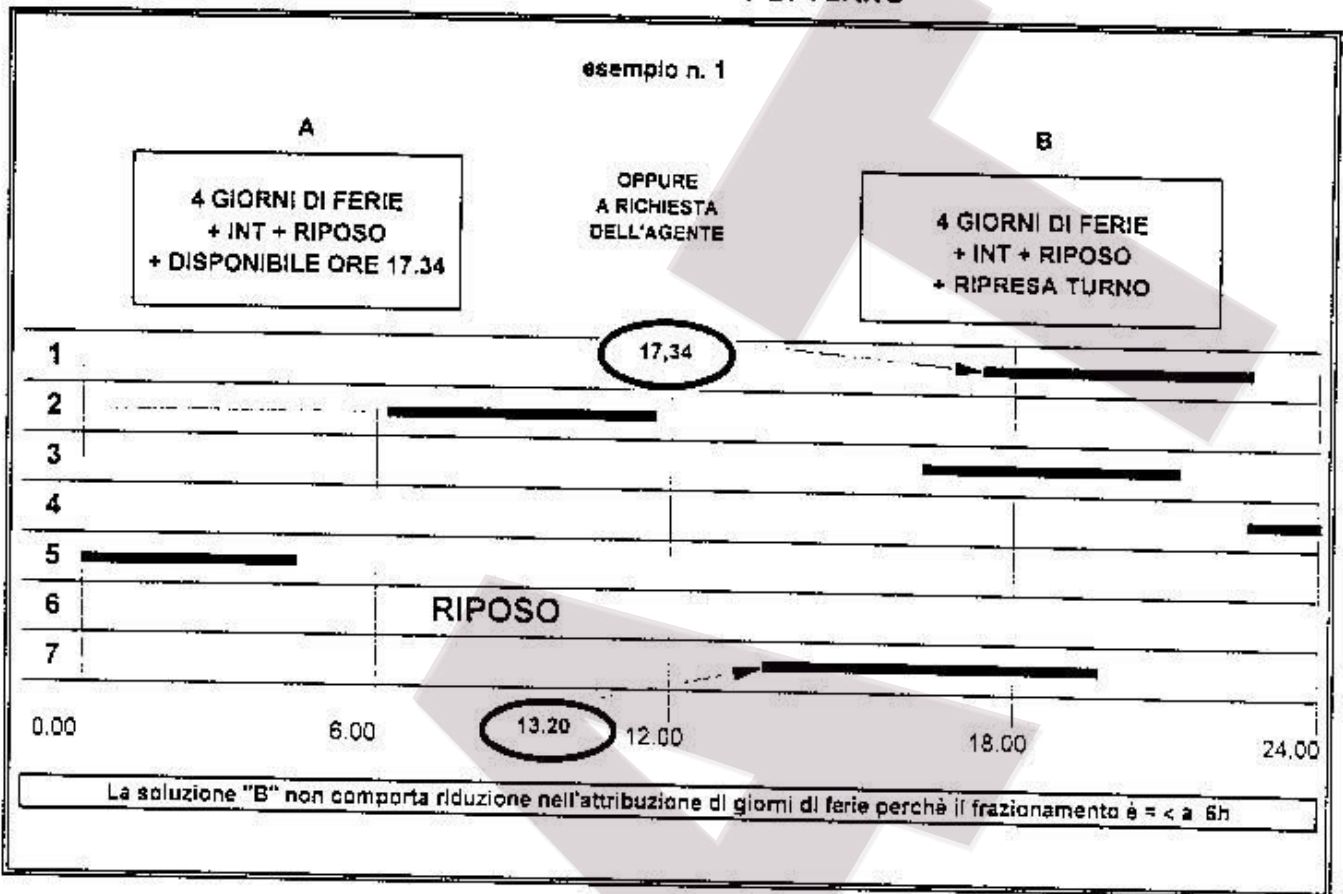 esempio n. 1
A
4 GIORNI DI FERIE
+ INT + RIPOSO
+ DISPONIBILE ORE 17.34
OPPURE
A RICHIESTA
DELL'AGENTE
B
4 GIORNI DI FERIE
+ INT + RIPOSO
+ RIPRESA TURNO
1
17,34
2
3
4
5
6
RIPOSO
7
0.00
6.00
13.20
12.00
18.00
24,00
La soluzione "B" non comporta riduzione nell'attribuzione di giorni di ferie perchè il frazionamento è = < a 6h